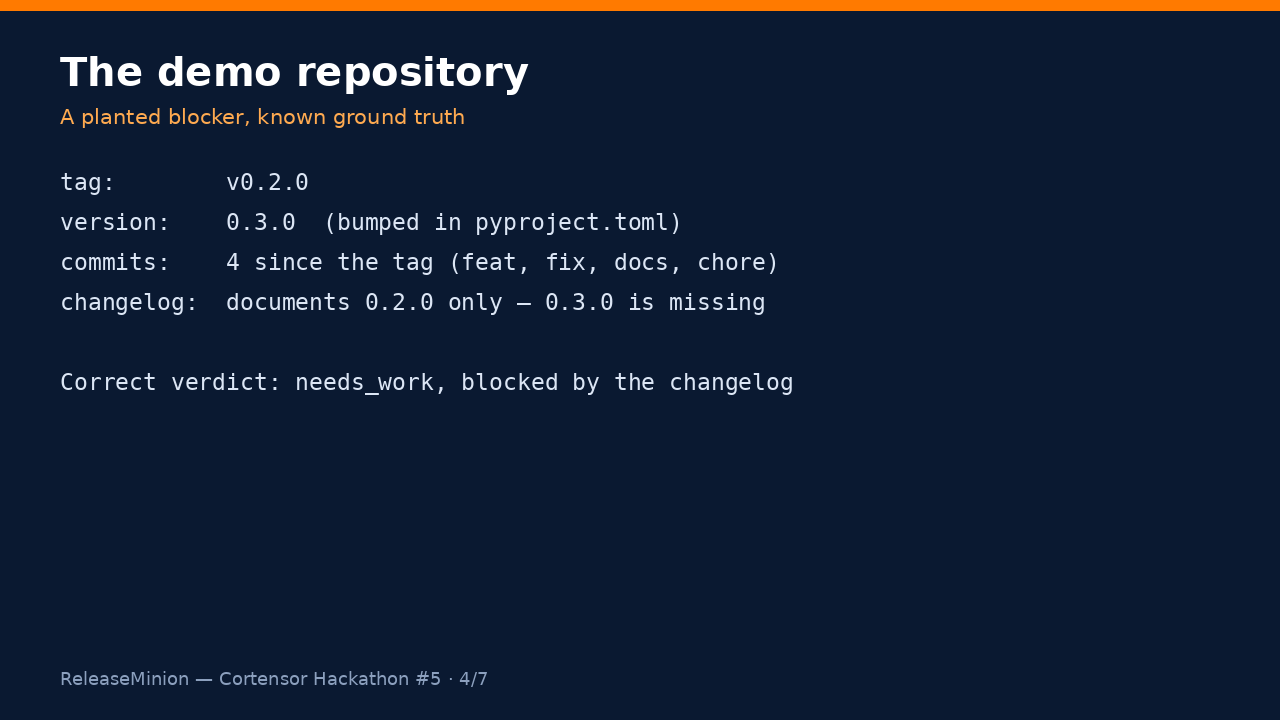 The demo repository
A planted blocker, known ground truth
tag:        v0.2.0
version:    0.3.0  (bumped in pyproject.toml)
commits:    4 since the tag (feat, fix, docs, chore)
changelog:  documents 0.2.0 only — 0.3.0 is missing
Correct verdict: needs_work, blocked by the changelog
ReleaseMinion — Cortensor Hackathon #5 · 4/7